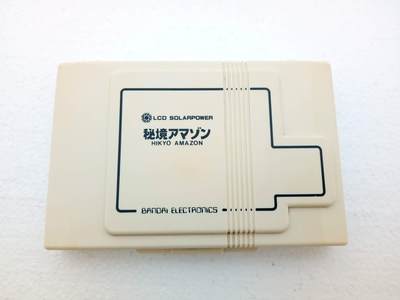 LCD SOLARPOWER
秘境アマゾン
HIKYO AMAZON
BANDAI ELECTRONICS